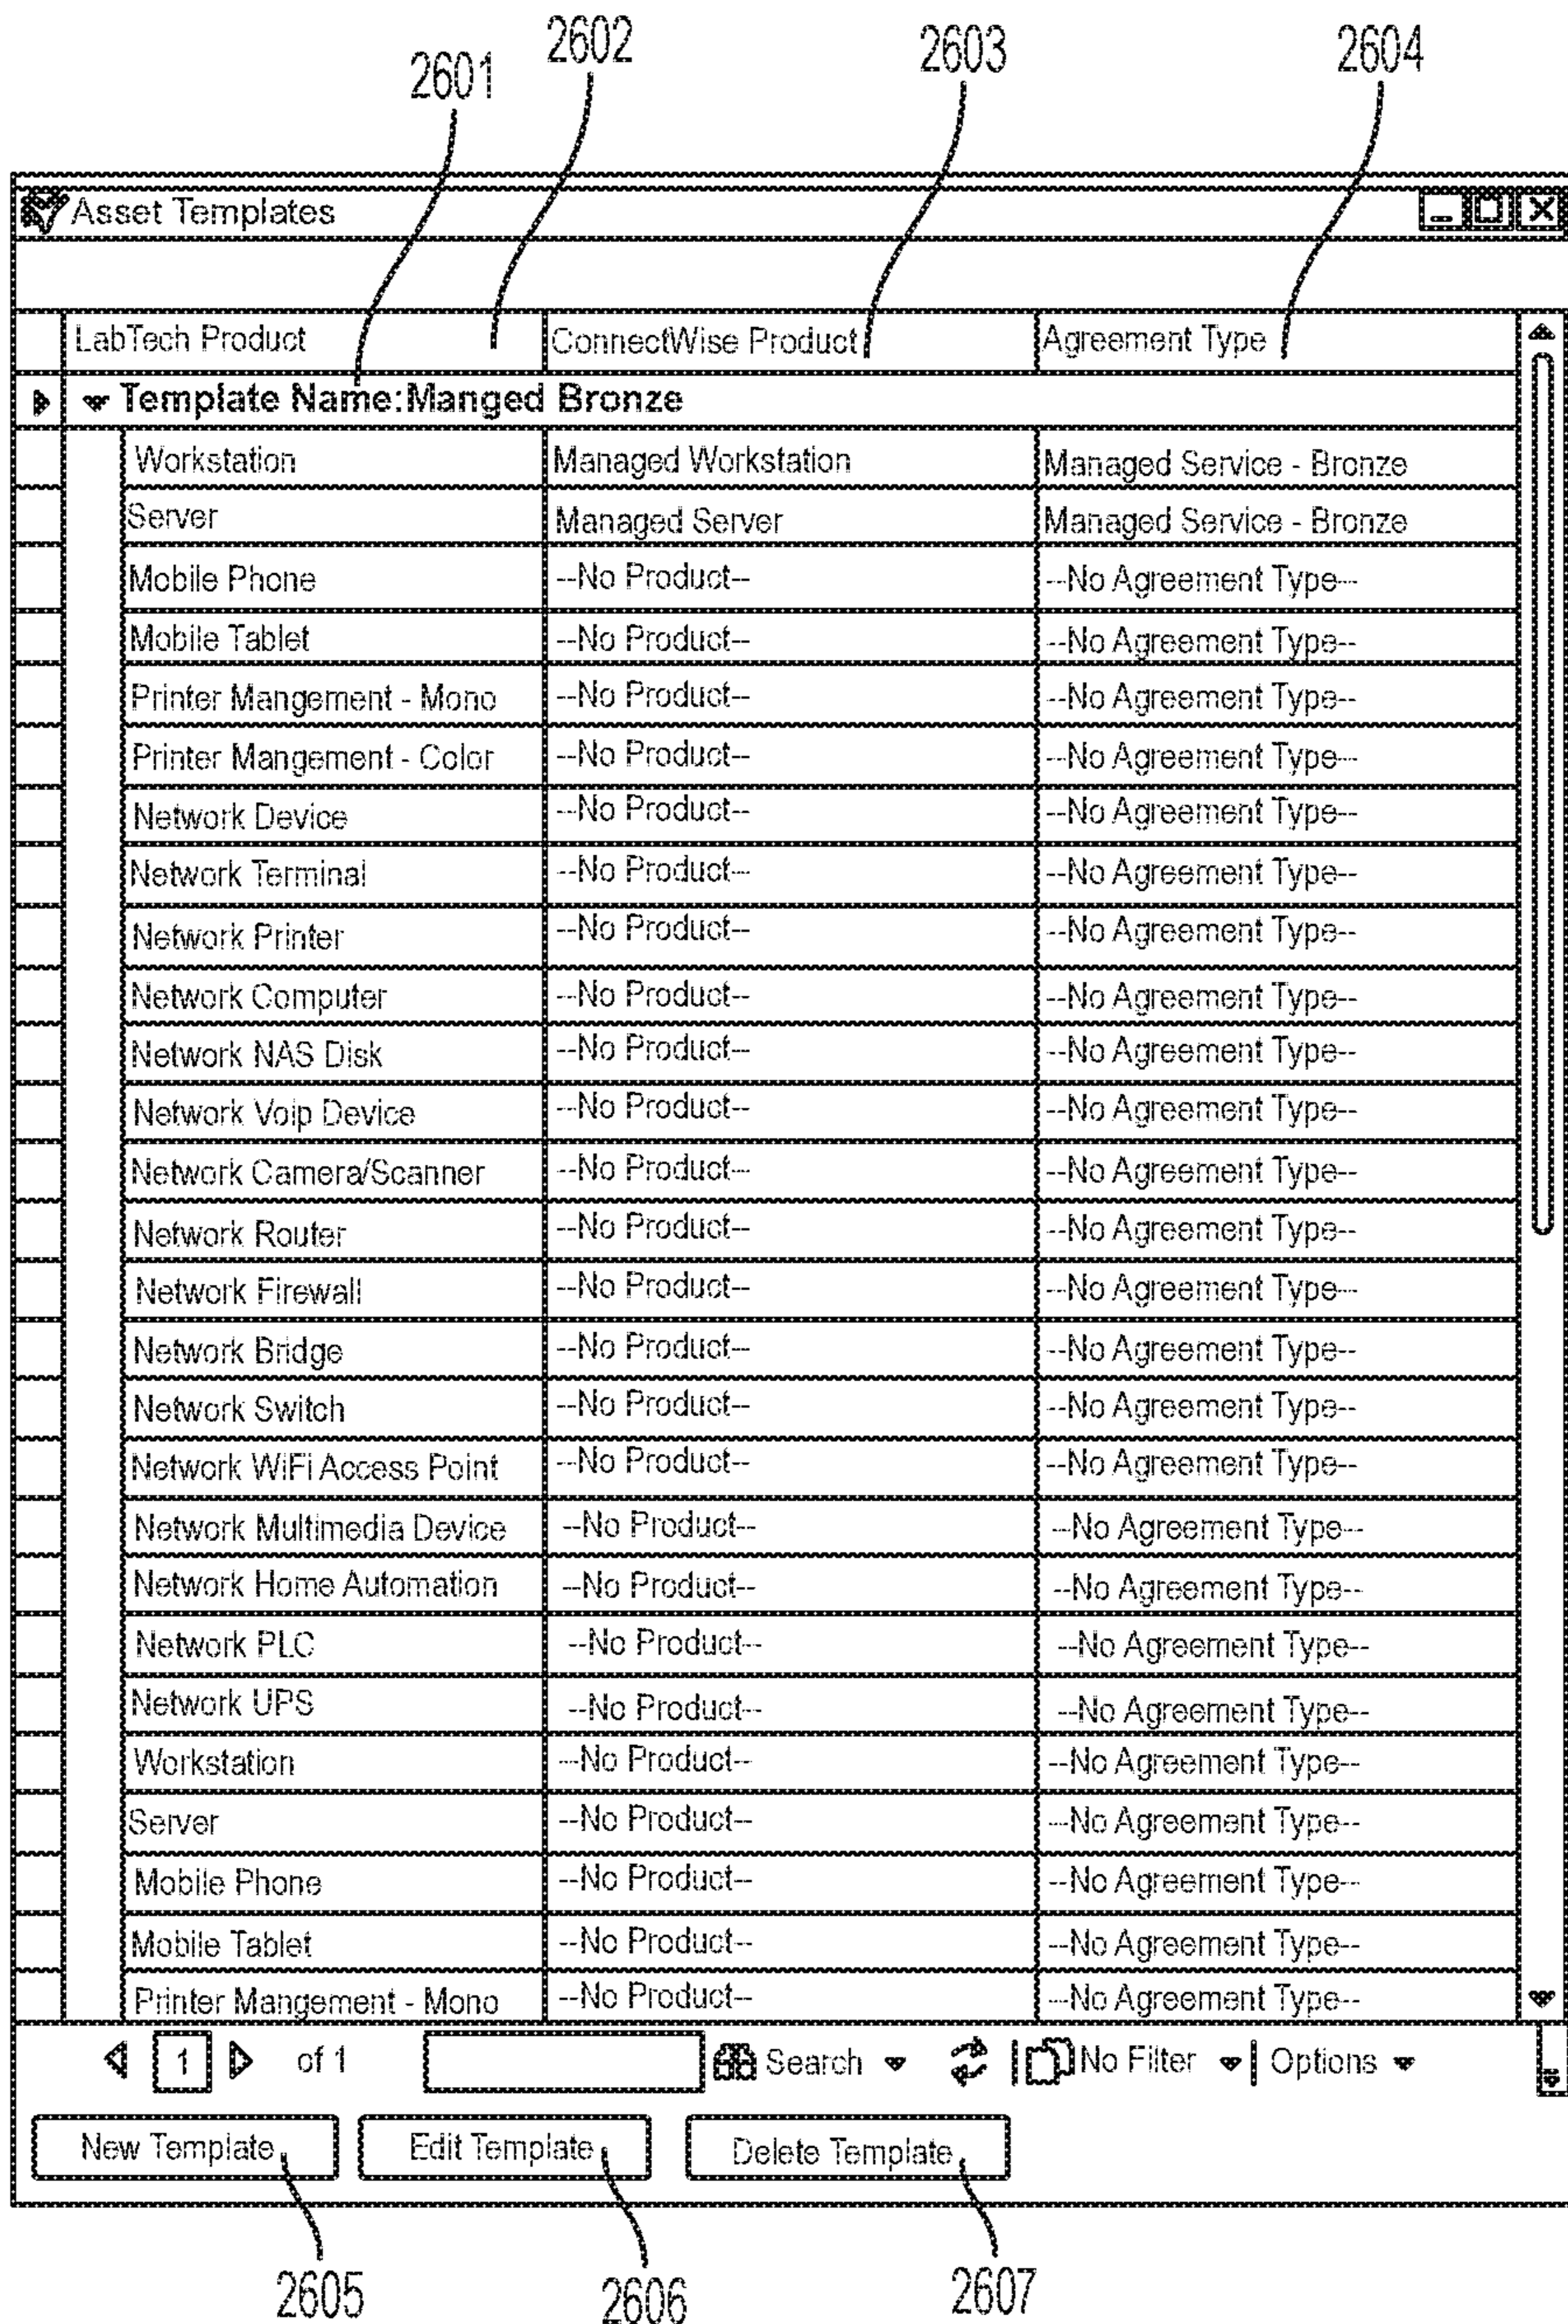 2601 2602 2603 2604
Asset Templates
LabTech Product ConnectWise Product Agreement Type
Template Name:Manged Bronze
Workstation Managed Workstation Managed Service - Bronze
Server Managed Server Managed Service - Bronze
Mobile Phone --No Product-- --No Agreement Type--
Mobile Tablet --No Product-- --No Agreement Type--
Printer Mangement - Mono --No Product-- --No Agreement Type--
Printer Mangement - Color --No Product-- --No Agreement Type--
Network Device --No Product-- --No Agreement Type--
Network Terminal --No Product-- --No Agreement Type--
Network Printer --No Product-- --No Agreement Type--
Network Computer --No Product-- --No Agreement Type--
Network NAS Disk --No Product-- --No Agreement Type--
Network Voip Device --No Product-- --No Agreement Type--
Network Camera/Scanner --No Product-- --No Agreement Type--
Network Router --No Product-- --No Agreement Type--
Network Firewall --No Product-- --No Agreement Type--
Network Bridge --No Product-- --No Agreement Type--
Network Switch --No Product-- --No Agreement Type--
Network WiFi Access Point --No Product-- --No Agreement Type--
Network Multimedia Device --No Product-- --No Agreement Type--
Network Home Automation --No Product-- --No Agreement Type--
Network PLC --No Product-- --No Agreement Type--
Network UPS --No Product-- --No Agreement Type--
Workstation --No Product-- --No Agreement Type--
Server --No Product-- --No Agreement Type--
Mobile Phone --No Product-- --No Agreement Type--
Mobile Tablet --No Product-- --No Agreement Type--
Printer Mangement - Mono --No Product-- --No Agreement Type--
1 of 1 Search No Filter Options
New Template Edit Template Delete Template
2605 2606 2607